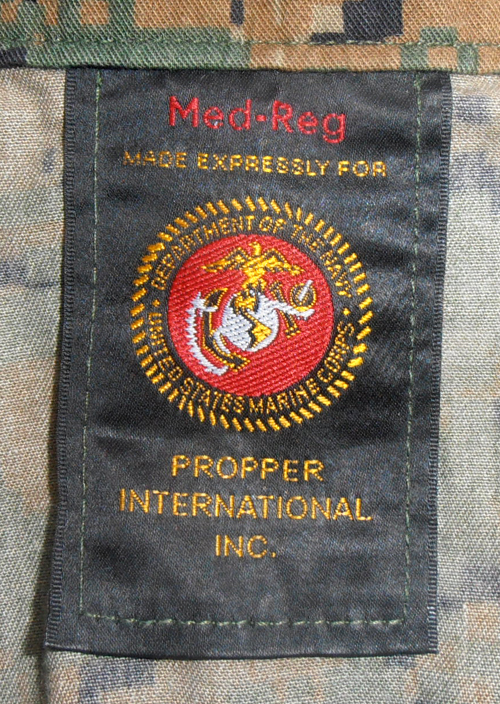 Med-Reg
MADE EXPRESSLY FOR
DEPARTMENT OF THE NAVY
UNITED STATES MARINE CORPS
PROPPER
INTERNATIONAL
INC.